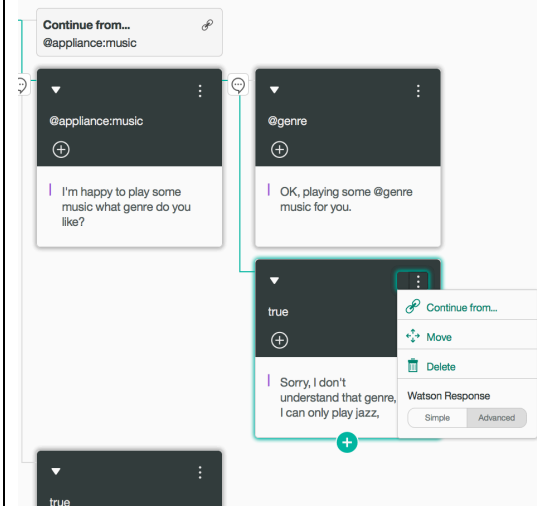 Continue from...
@appliance:music
@appliance:music
@genre
I'm happy to play some
music what genre do you
like?
OK, playing some @genre
music for you.
true
Continue from...
Move
Delete
Watson Response
Simple
Advanced
Sorry, I don't
understand that genre,
I can only play jazz,
true